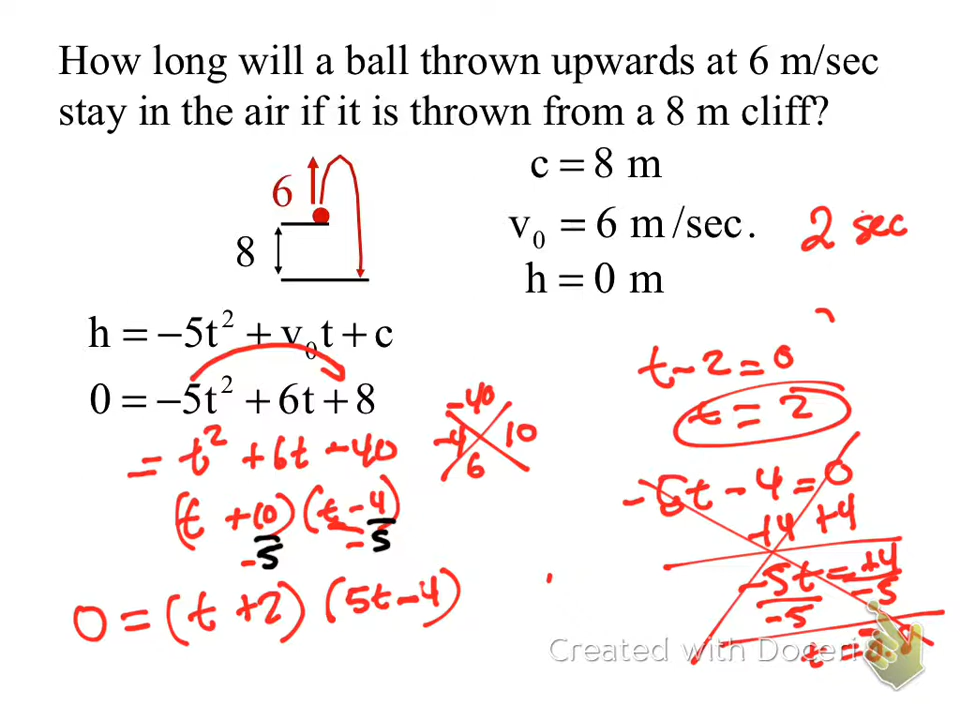 How long will a ball thrown upwards at 6 m/sec
stay in the air if it is thrown from a 8 m cliff?
6
8
c = 8 m
v₀ = 6 m/sec.
h = 0 m
2 sec
h = −5t² + v₀t + c
0 = −5t² + 6t + 8
= t² + 6t − 40
(t + 10/-5)(t − 4/-5)
0 = (t + 2)(5t − 4)
-40
-4 10
6
t − 2 = 0
t = 2
-5t − 4 = 0
+4 +4
-5t/-5 = +4/-5
Created with Doceri